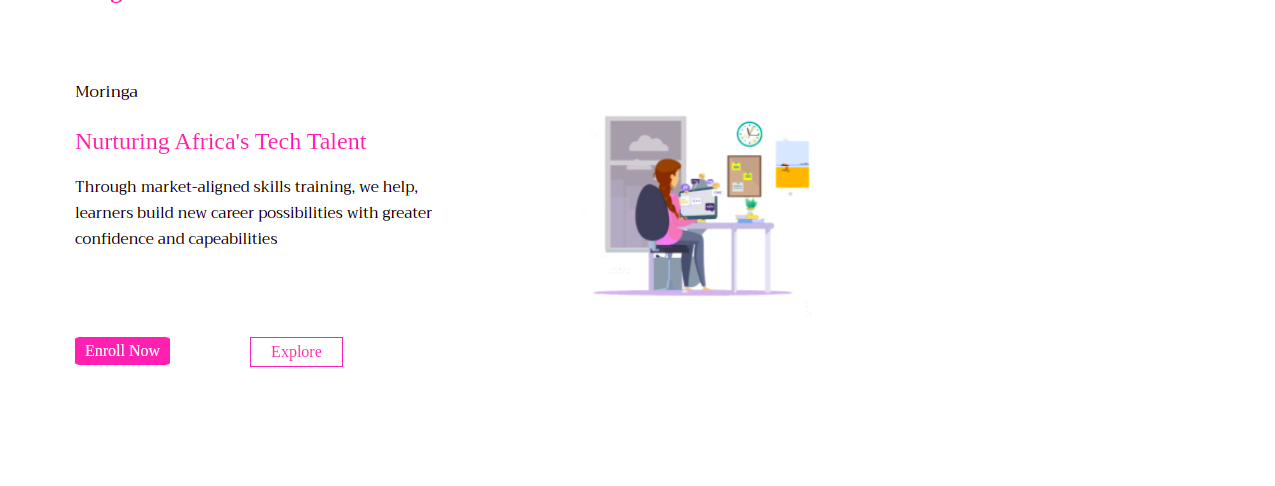 Moringa
Nurturing Africa's Tech Talent
Through market-aligned skills training, we help,
learners build new career possibilities with greater
confidence and capeabilities
Enroll Now
Explore